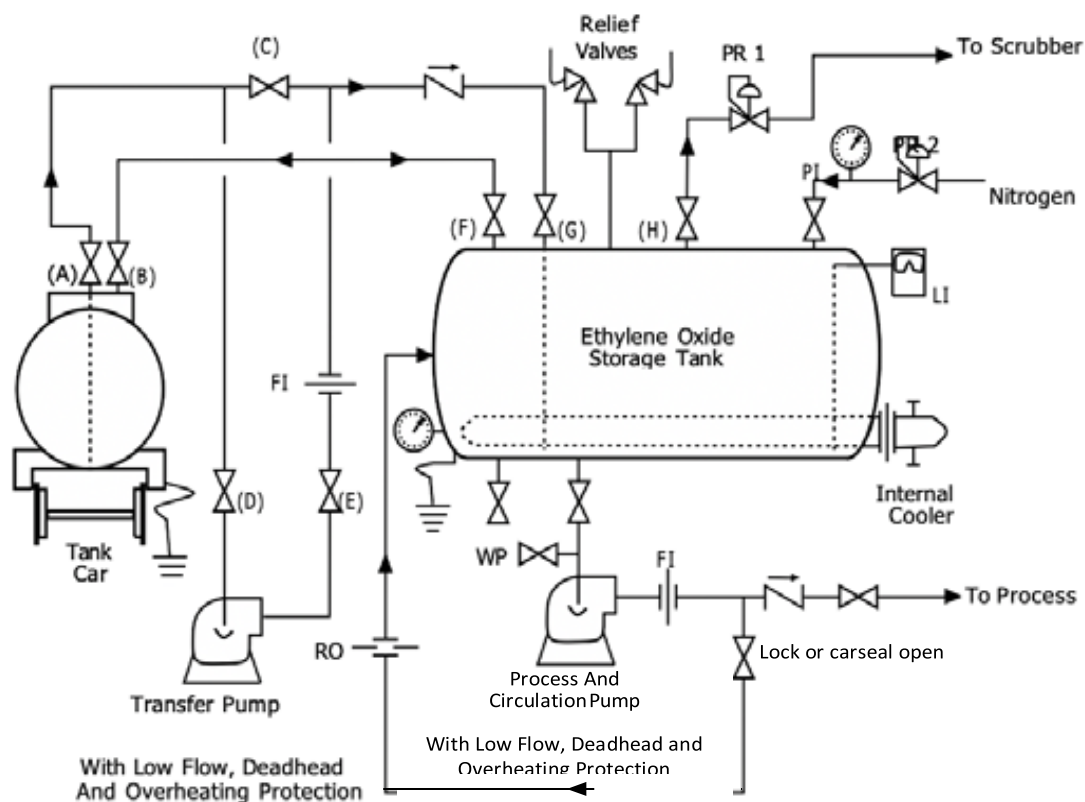 Relief
Valves
(C)
PR 1
To Scrubber
PR 2
PI
Nitrogen
(F)
(G)
(H)
(A)
(B)
LI
Ethylene Oxide
Storage Tank
FI
(D)
(E)
Internal
Cooler
Tank
Car
WP
FI
To Process
RO
Lock or carseal open
Transfer Pump
Process And
Circulation Pump
With Low Flow, Deadhead and
Overheating Protection
With Low Flow, Deadhead
And Overheating Protection